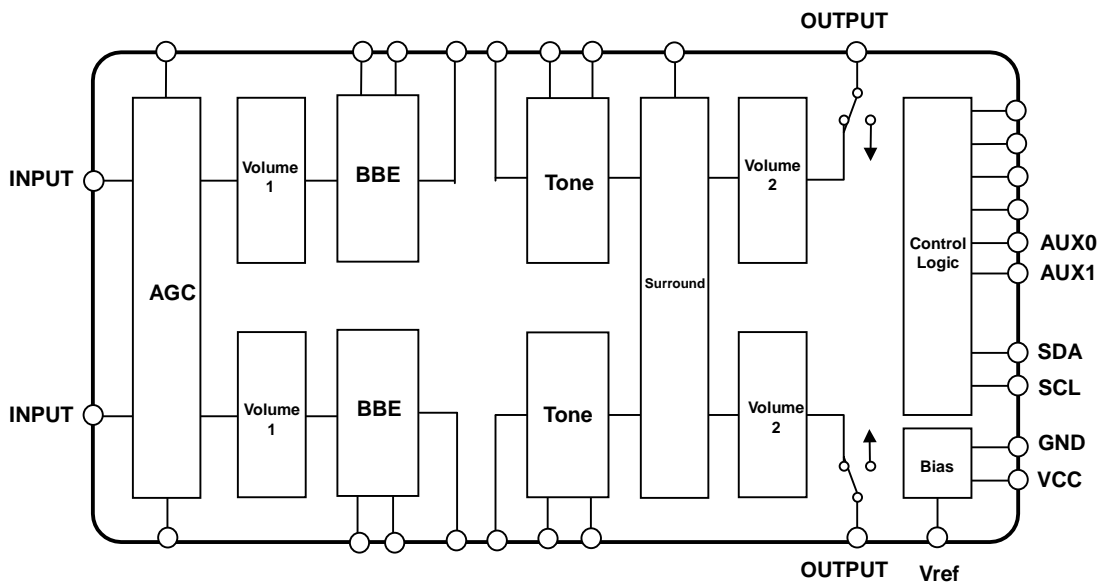 OUTPUT
INPUT
Volume
1
BBE
Tone
Volume
2
Control
Logic
AUX0
AUX1
AGC
Surround
SDA
SCL
INPUT
Volume
1
BBE
Tone
Volume
2
GND
Bias
VCC
OUTPUT
Vref